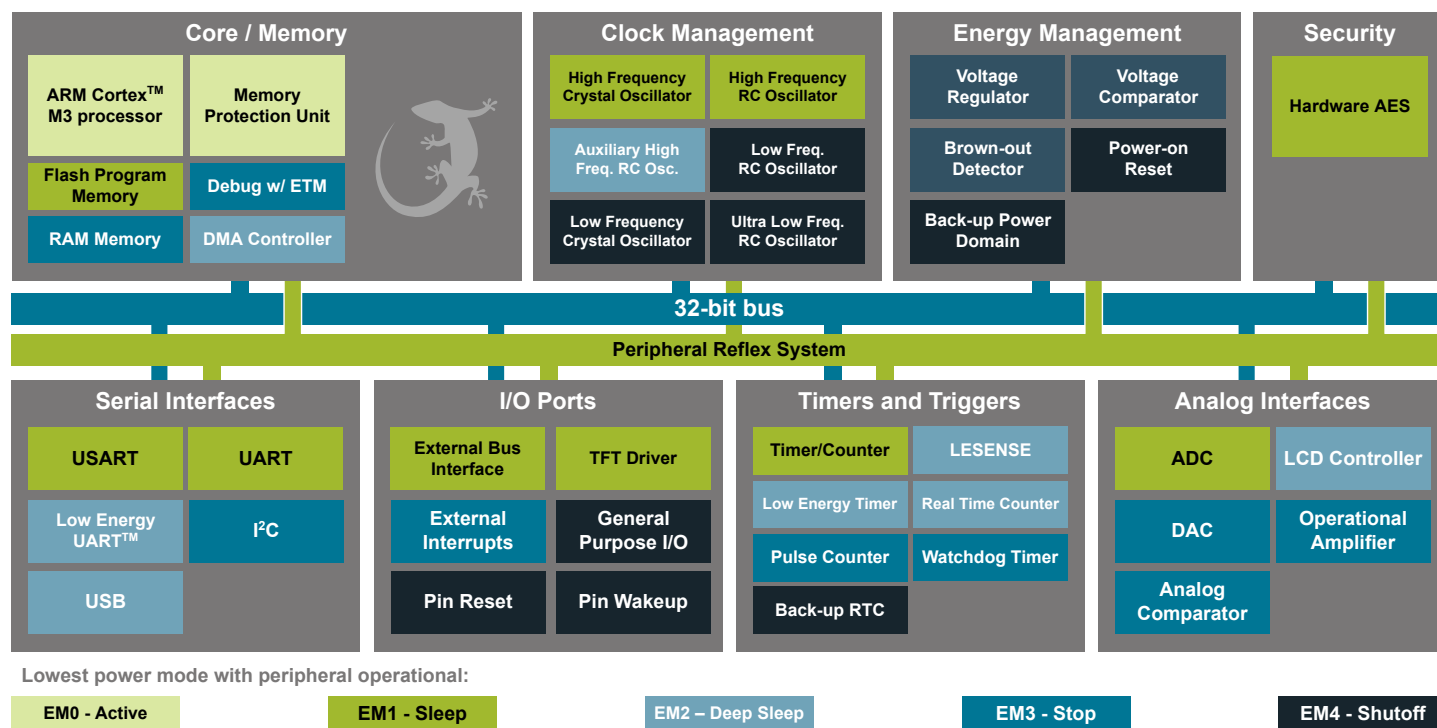 Core / Memory
ARM Cortex™
M3 processor
Memory
Protection Unit
Flash Program
Memory
Debug w/ ETM
RAM Memory
DMA Controller
Clock Management
High Frequency
Crystal Oscillator
High Frequency
RC Oscillator
Auxiliary High
Freq. RC Osc.
Low Freq.
RC Oscillator
Low Frequency
Crystal Oscillator
Ultra Low Freq.
RC Oscillator
Energy Management
Voltage
Regulator
Voltage
Comparator
Brown-out
Detector
Power-on
Reset
Back-up Power
Domain
Security
Hardware AES
32-bit bus
Peripheral Reflex System
Serial Interfaces
USART
UART
Low Energy
UART™
I²C
USB
I/O Ports
External Bus
Interface
TFT Driver
External
Interrupts
General
Purpose I/O
Pin Reset
Pin Wakeup
Timers and Triggers
Timer/Counter
LESENSE
Low Energy Timer
Real Time Counter
Pulse Counter
Watchdog Timer
Back-up RTC
Analog Interfaces
ADC
LCD Controller
DAC
Operational
Amplifier
Analog
Comparator
Lowest power mode with peripheral operational:
EM0 - Active
EM1 - Sleep
EM2 – Deep Sleep
EM3 - Stop
EM4 - Shutoff